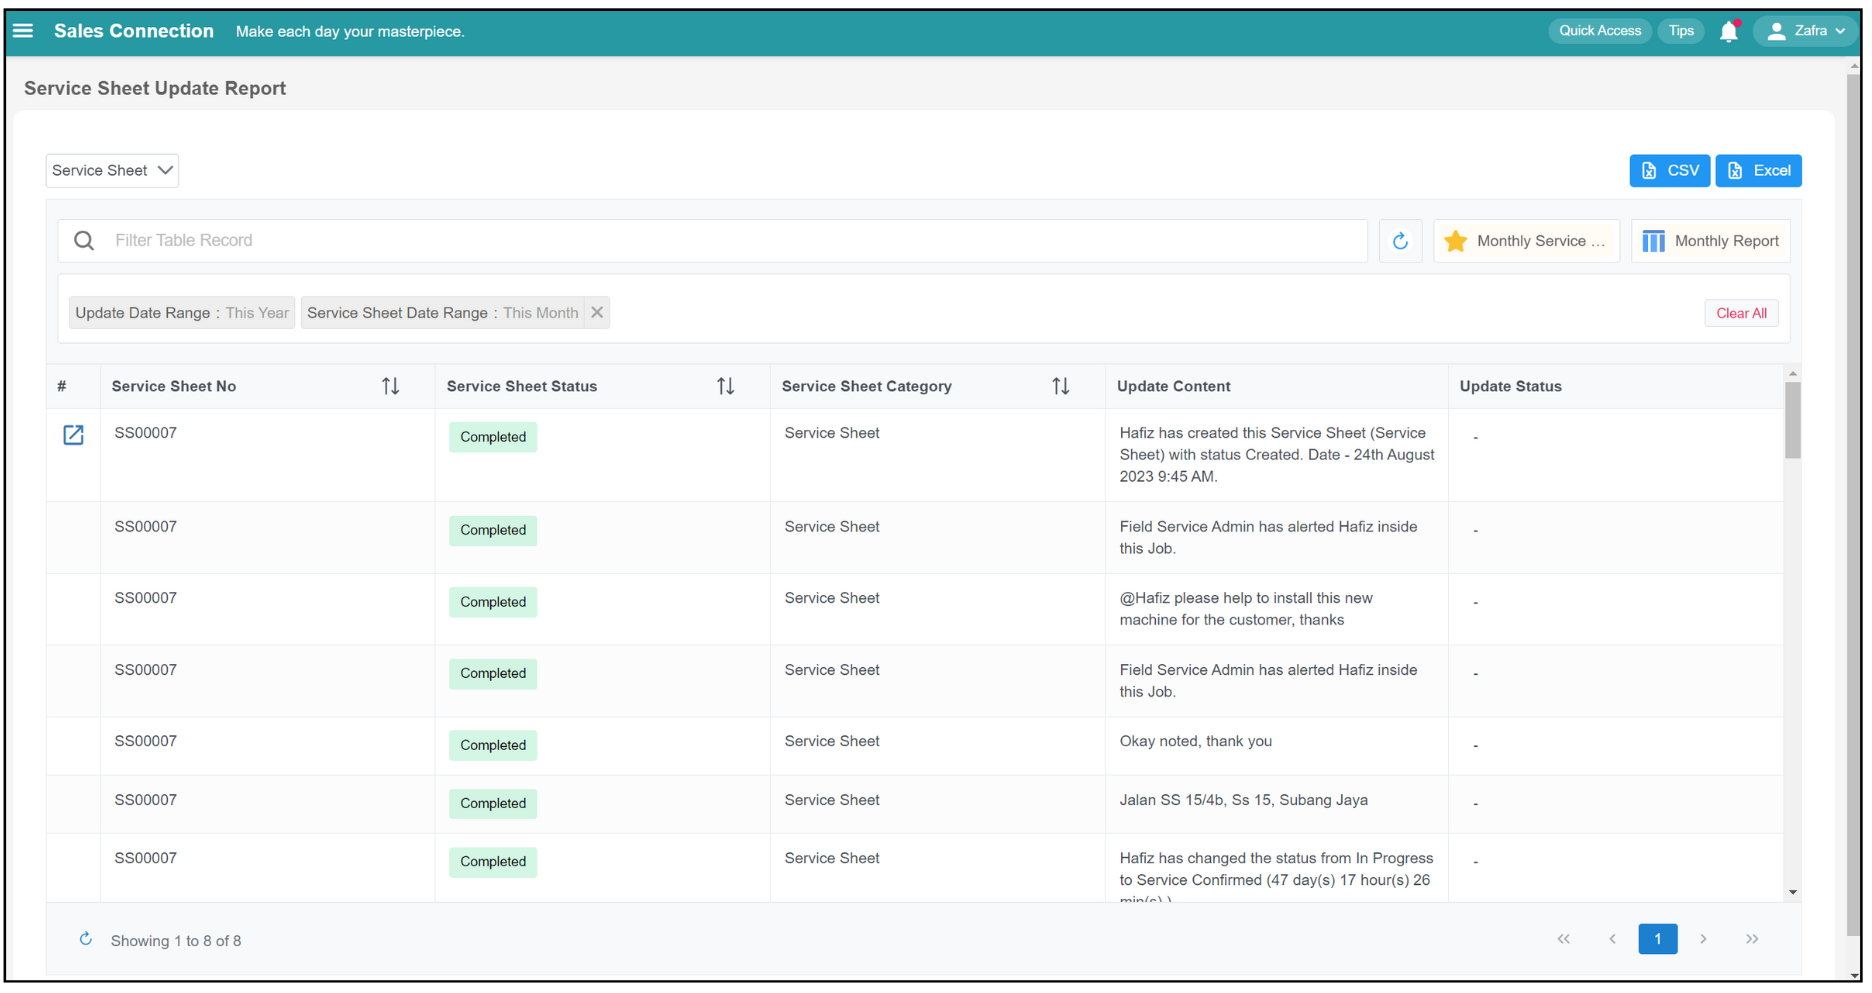 Sales Connection Make each day your masterpiece. Quick Access Tips Zafra
Service Sheet Update Report
Service Sheet CSV Excel
Filter Table Record Monthly Service ... Monthly Report
Update Date Range : This Year Service Sheet Date Range : This Month Clear All
# Service Sheet No Service Sheet Status Service Sheet Category Update Content Update Status
SS00007 Completed Service Sheet Hafiz has created this Service Sheet (Service -
Sheet) with status Created. Date - 24th August
2023 9:45 AM.
SS00007 Completed Service Sheet Field Service Admin has alerted Hafiz inside -
this Job.
SS00007 Completed Service Sheet @Hafiz please help to install this new -
machine for the customer, thanks
SS00007 Completed Service Sheet Field Service Admin has alerted Hafiz inside -
this Job.
SS00007 Completed Service Sheet Okay noted, thank you -
SS00007 Completed Service Sheet Jalan SS 15/4b, Ss 15, Subang Jaya -
SS00007 Completed Service Sheet Hafiz has changed the status from In Progress -
to Service Confirmed (47 day(s) 17 hour(s) 26
min(s) )
Showing 1 to 8 of 8 « ‹ 1 › »